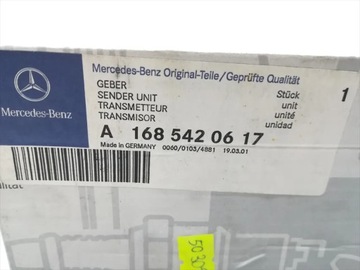 Mercedes-Benz
Mercedes-Benz Original-Teile/Geprüfte Qualität
GEBER
SENDER UNIT
TRANSMETTEUR
TRANSMISOR
Stück
unit
unité
unidad
1
A 168 542 06 17
Made in GERMANY 0060/0103/4881 19.03.01